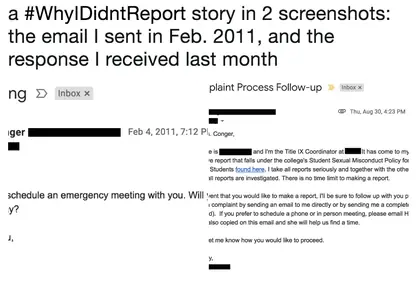 a #WhyIDidntReport story in 2 screenshots:
the email I sent in Feb. 2011, and the
response I received last month
ng Inbox ×
ger Feb 4, 2011, 7:12 P
schedule an emergency meeting with you. Will
y?
u,
plaint Process Follow-up Inbox ×
Thu, Aug 30, 4:23 PM
. Conger,
e is and I'm the Title IX Coordinator at It has come to my
e report that falls under the college's Student Sexual Misconduct Policy for
Students found here. I take all reports seriously and together with the othe
ll reports are investigated. There is no time limit to making a report.
ent that you would like to make a report, I'll be sure to follow up with you p
complaint by sending an email to me directly or by sending me a complete
d). If you prefer to schedule a phone or in person meeting, please email H
also copied on this email and she will help us find a time.
et me know how you would like to proceed.
y,